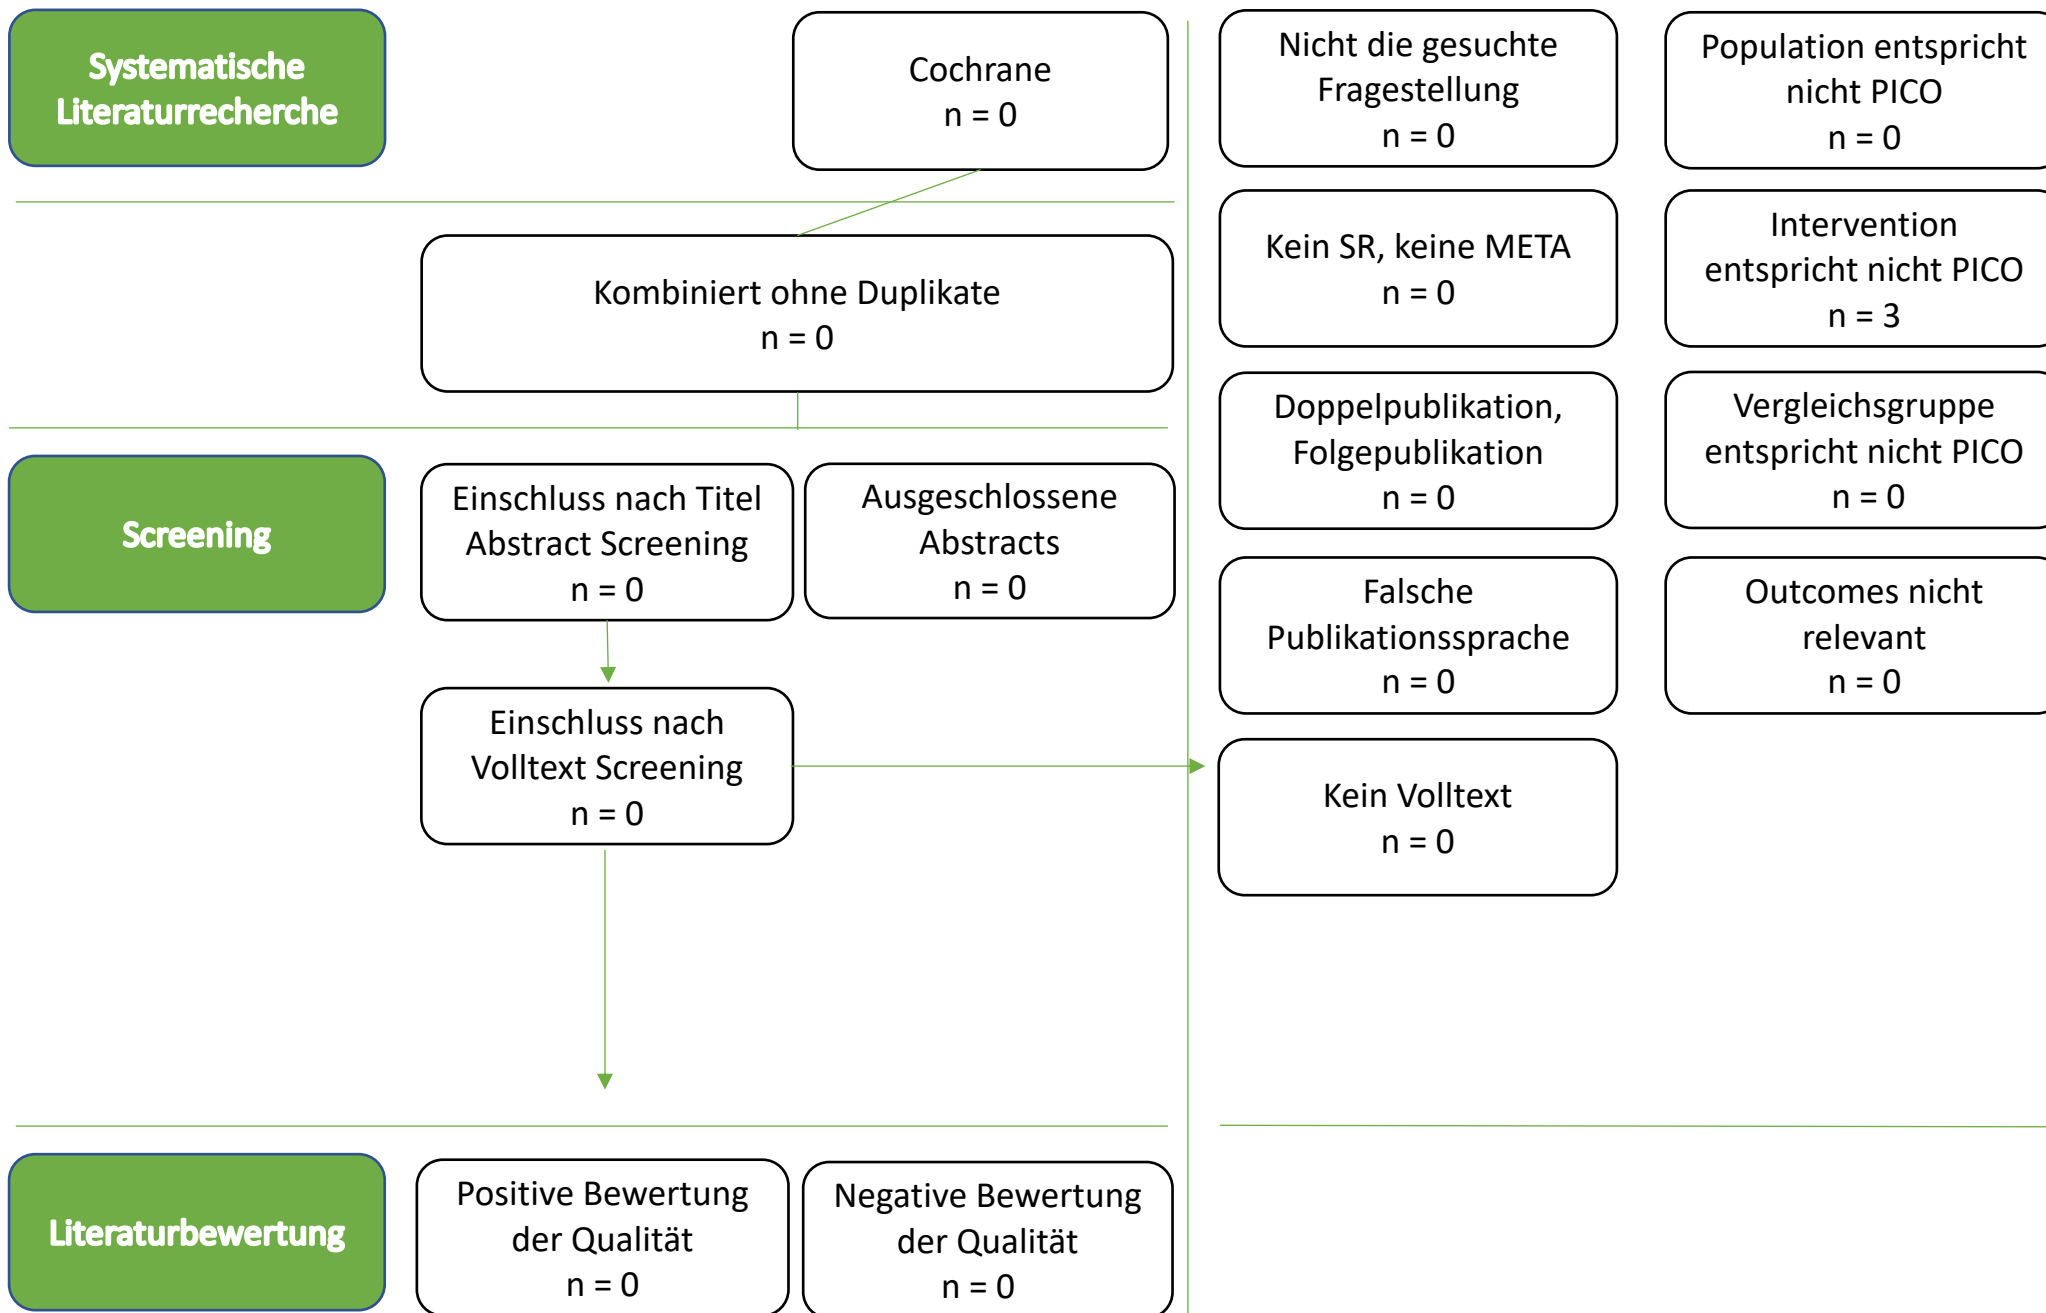 Systematische
Literaturrecherche
Cochrane
n = 0
Kombiniert ohne Duplikate
n = 0
Screening
Einschluss nach Titel
Abstract Screening
n = 0
Ausgeschlossene
Abstracts
n = 0
Einschluss nach
Volltext Screening
n = 0
Literaturbewertung
Positive Bewertung
der Qualität
n = 0
Negative Bewertung
der Qualität
n = 0
Nicht die gesuchte
Fragestellung
n = 0
Population entspricht
nicht PICO
n = 0
Kein SR, keine META
n = 0
Intervention
entspricht nicht PICO
n = 3
Doppelpublikation,
Folgepublikation
n = 0
Vergleichsgruppe
entspricht nicht PICO
n = 0
Falsche
Publikationssprache
n = 0
Outcomes nicht
relevant
n = 0
Kein Volltext
n = 0